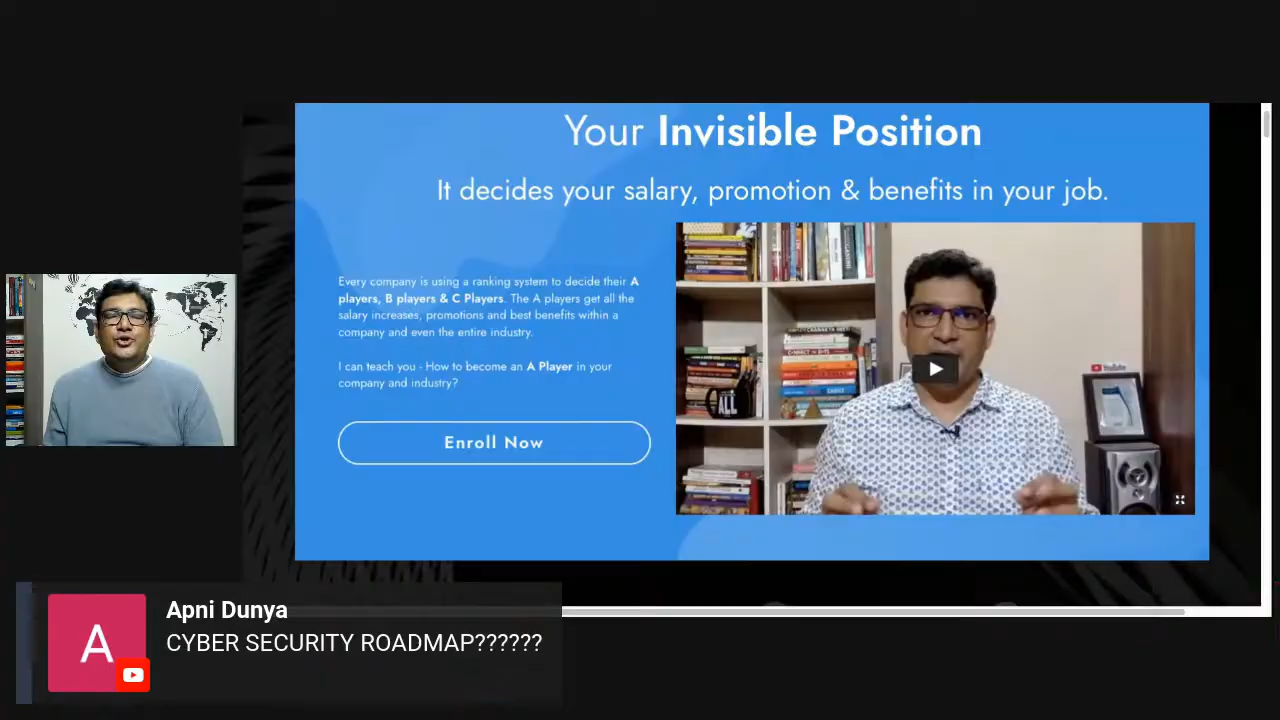 Your Invisible Position
It decides your salary, promotion & benefits in your job.
Every company is using a ranking system to decide their A
players, B players & C Players. The A players get all the
salary increases, promotions and best benefits within a
company and even the entire industry.
I can teach you - How to become an A Player in your
company and industry?
Enroll Now
YouTube
ALL
A
Apni Dunya
CYBER SECURITY ROADMAP??????